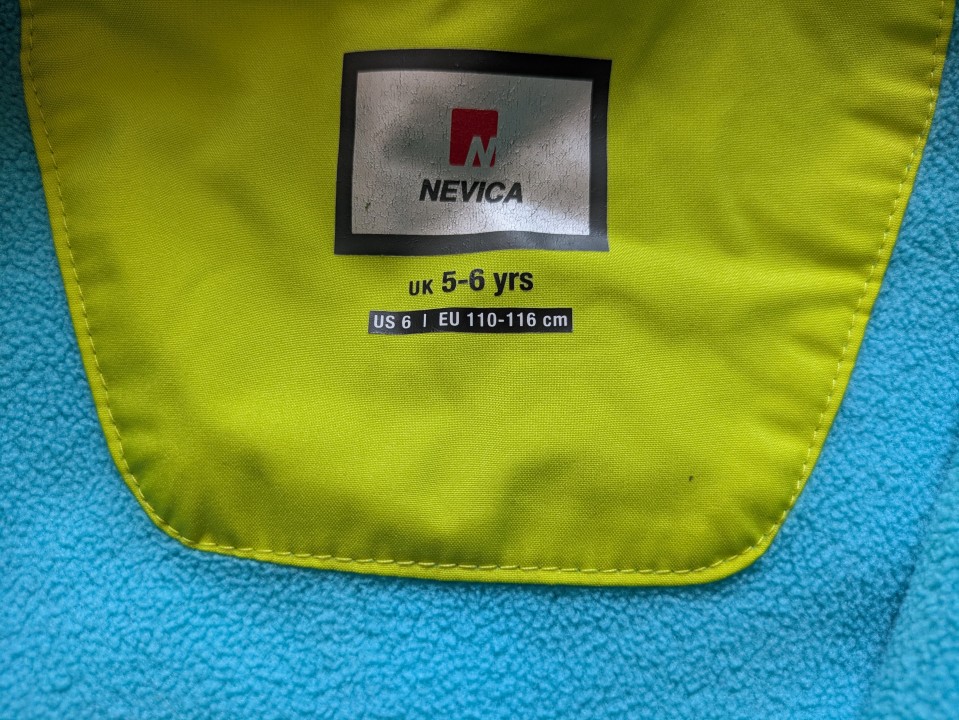 N
NEVICA
UK 5-6 yrs
US 6 | EU 110-116 cm